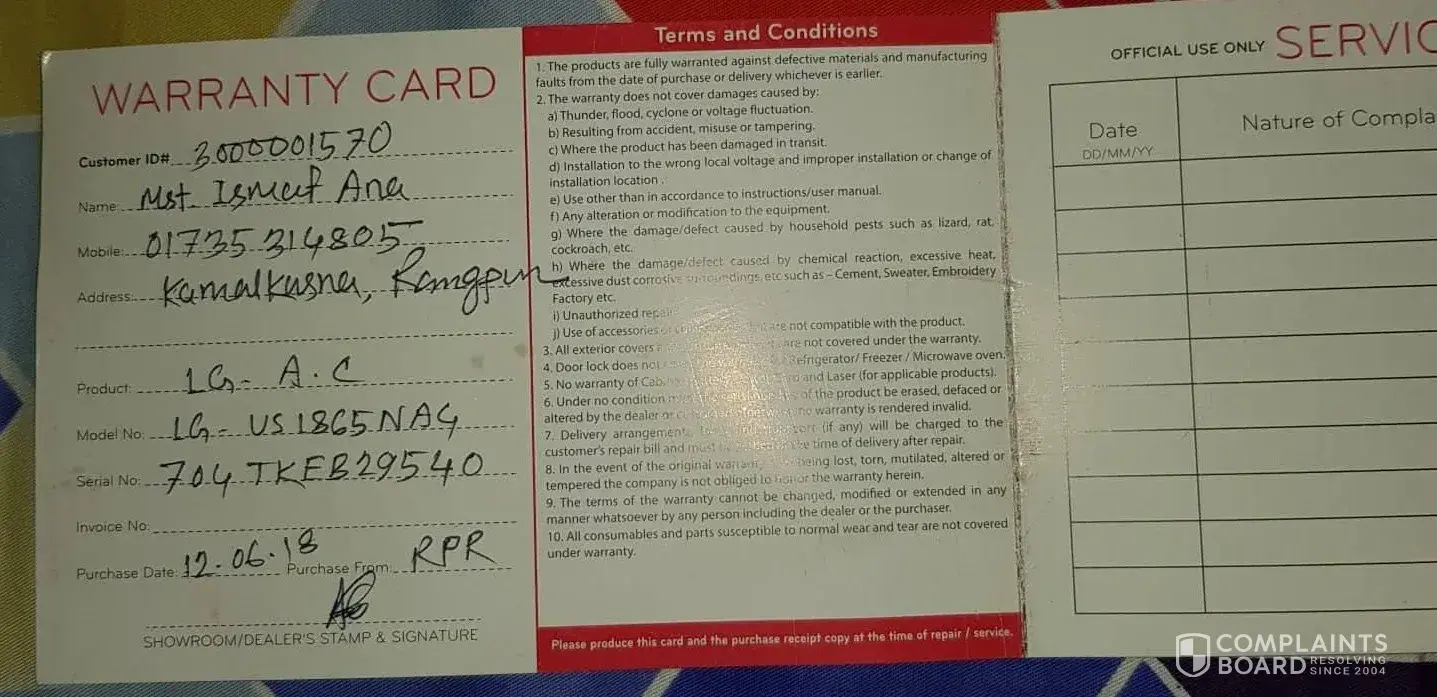 WARRANTY CARD
Customer ID# 3000001570
Name: Mst Ismat Ara
Mobile: 01735314805
Address: Kamalkasna, Rangpur
Product: LG- A.C
Model No: LG- US1865NAG
Serial No: 704TKEB29540
Invoice No:
Purchase Date: 12.06.18 Purchase From: RPR
SHOWROOM/DEALER'S STAMP & SIGNATURE
Terms and Conditions
1. The products are fully warranted against defective materials and manufacturing
faults from the date of purchase or delivery whichever is earlier.
2. The warranty does not cover damages caused by:
a) Thunder, flood, cyclone or voltage fluctuation.
b) Resulting from accident, misuse or tampering.
c) Where the product has been damaged in transit.
d) Installation to the wrong local voltage and improper installation or change of
installation location .
e) Use other than in accordance to instructions/user manual.
f) Any alteration or modification to the equipment.
g) Where the damage/defect caused by household pests such as lizard, rat,
cockroach, etc.
h) Where the damage/defect caused by chemical reaction, excessive heat,
excessive dust corrosive surroundings, etc such as – Cement, Sweater, Embroidery
Factory etc.
i) Unauthorized repair
j) Use of accessories or that are not compatible with the product.
3. All exterior covers are not covered under the warranty.
4. Door lock does not Refrigerator/ Freezer / Microwave oven.
5. No warranty of and Laser (for applicable products).
6. Under no condition of the product be erased, defaced or
altered by the dealer or no warranty is rendered invalid.
7. Delivery arrangement, (if any) will be charged to the
customer's repair bill and must the time of delivery after repair.
8. In the event of the original warranty being lost, torn, mutilated, altered or
tempered the company is not obliged to honor the warranty herein.
9. The terms of the warranty cannot be changed, modified or extended in any
manner whatsoever by any person including the dealer or the purchaser.
10. All consumables and parts susceptible to normal wear and tear are not covered
under warranty.
Please produce this card and the purchase receipt copy at the time of repair / service.
OFFICIAL USE ONLY SERVIC
Date
DD/MM/YY
Nature of Compla
COMPLAINTS
BOARD RESOLVING
SINCE 2004